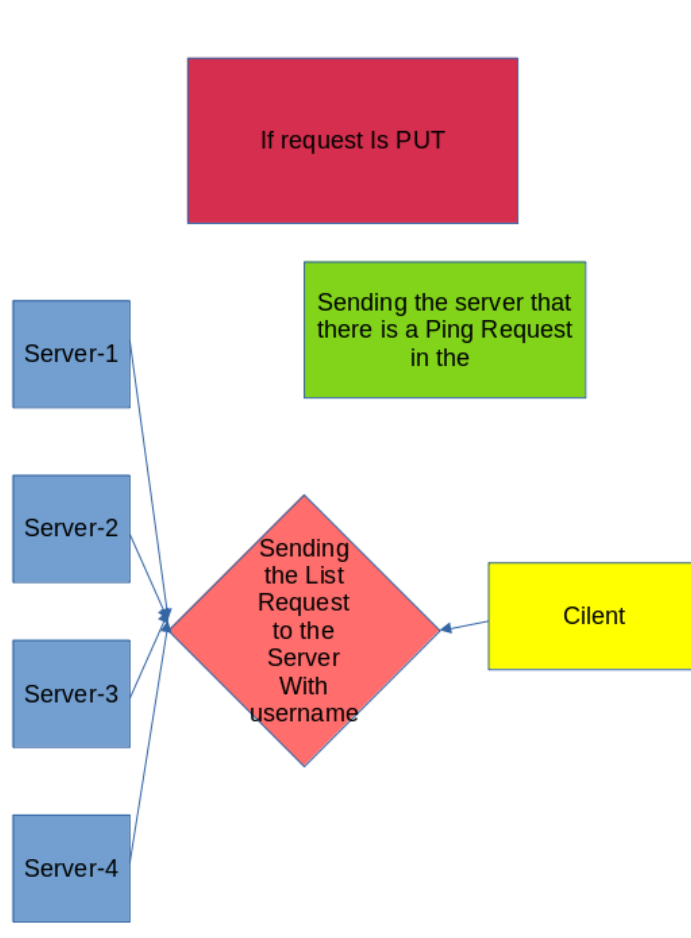 If request Is PUT
Sending the server that
there is a Ping Request
in the
Server-1
Server-2
Sending
the List
Request
to the
Server
With
username
Cilent
Server-3
Server-4